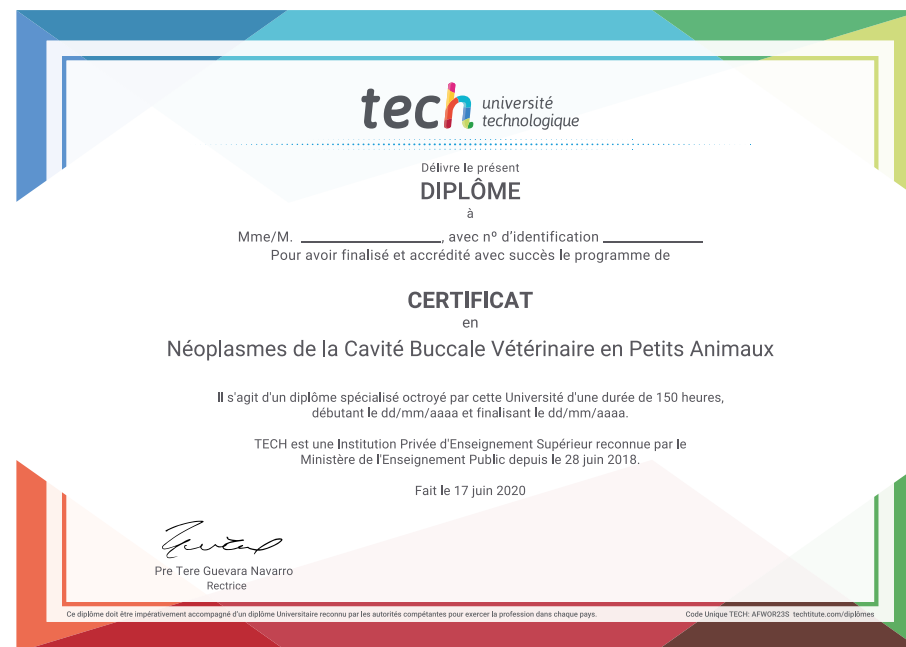 tech université
technologique
Délivre le présent
DIPLÔME
à
Mme/M. ____________________, avec nº d'identification ______________
Pour avoir finalisé et accrédité avec succès le programme de
CERTIFICAT
en
Néoplasmes de la Cavité Buccale Vétérinaire en Petits Animaux
Il s'agit d'un diplôme spécialisé octroyé par cette Université d'une durée de 150 heures,
débutant le dd/mm/aaaa et finalisant le dd/mm/aaaa.
TECH est une Institution Privée d'Enseignement Supérieur reconnue par le
Ministère de l'Enseignement Public depuis le 28 juin 2018.
Fait le 17 juin 2020
Pre Tere Guevara Navarro
Rectrice
Ce diplôme doit être impérativement accompagné d'un diplôme Universitaire reconnu par les autorités compétantes pour exercer la profession dans chaque pays.
Code Unique TECH: AFWOR23S techtitute.com/diplômes